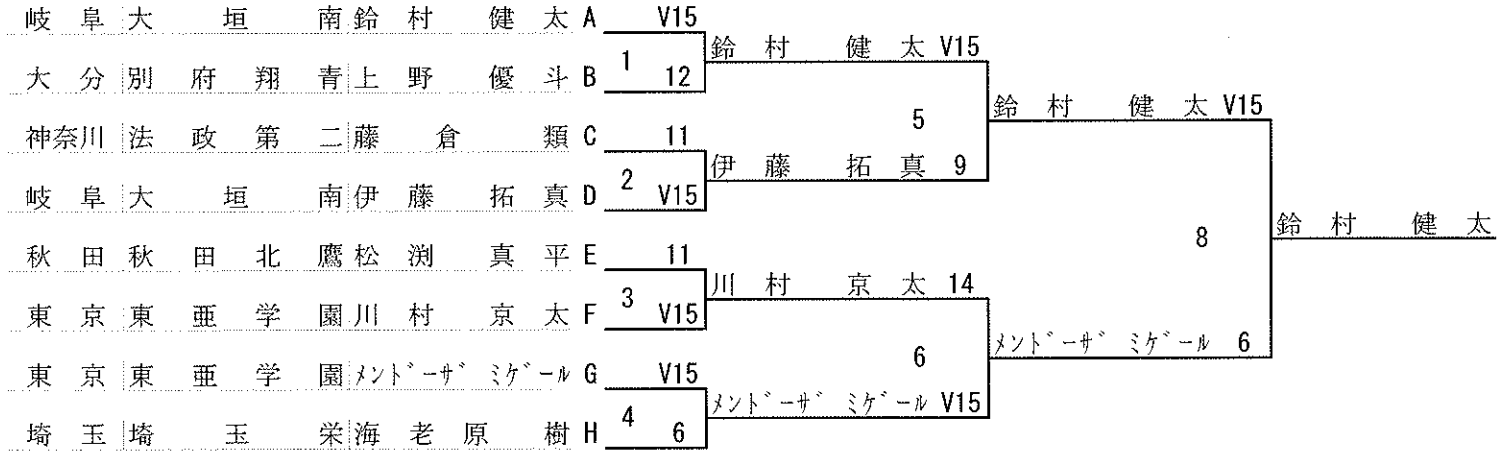 岐阜 大垣南 鈴村 健太 A V15
鈴村 健太 V15
1
大分 別府翔青 上野優斗 B 12
鈴村 健太 V15
5
神奈川 法政第二 藤倉 類 C 11
伊藤 拓真 9
2
岐阜 大垣南 伊藤 拓真 D V15
鈴村 健太
8
秋田 秋田北鷹 松渕 真平 E 11
川村 京太 14
3
東京 東亜学園 川村 京太 F V15
メンドーザ ミゲール 6
6
東京 東亜学園 メンドーザ ミゲール G V15
メンドーザ ミゲール V15
4
埼玉 埼玉栄 海老原 樹 H 6